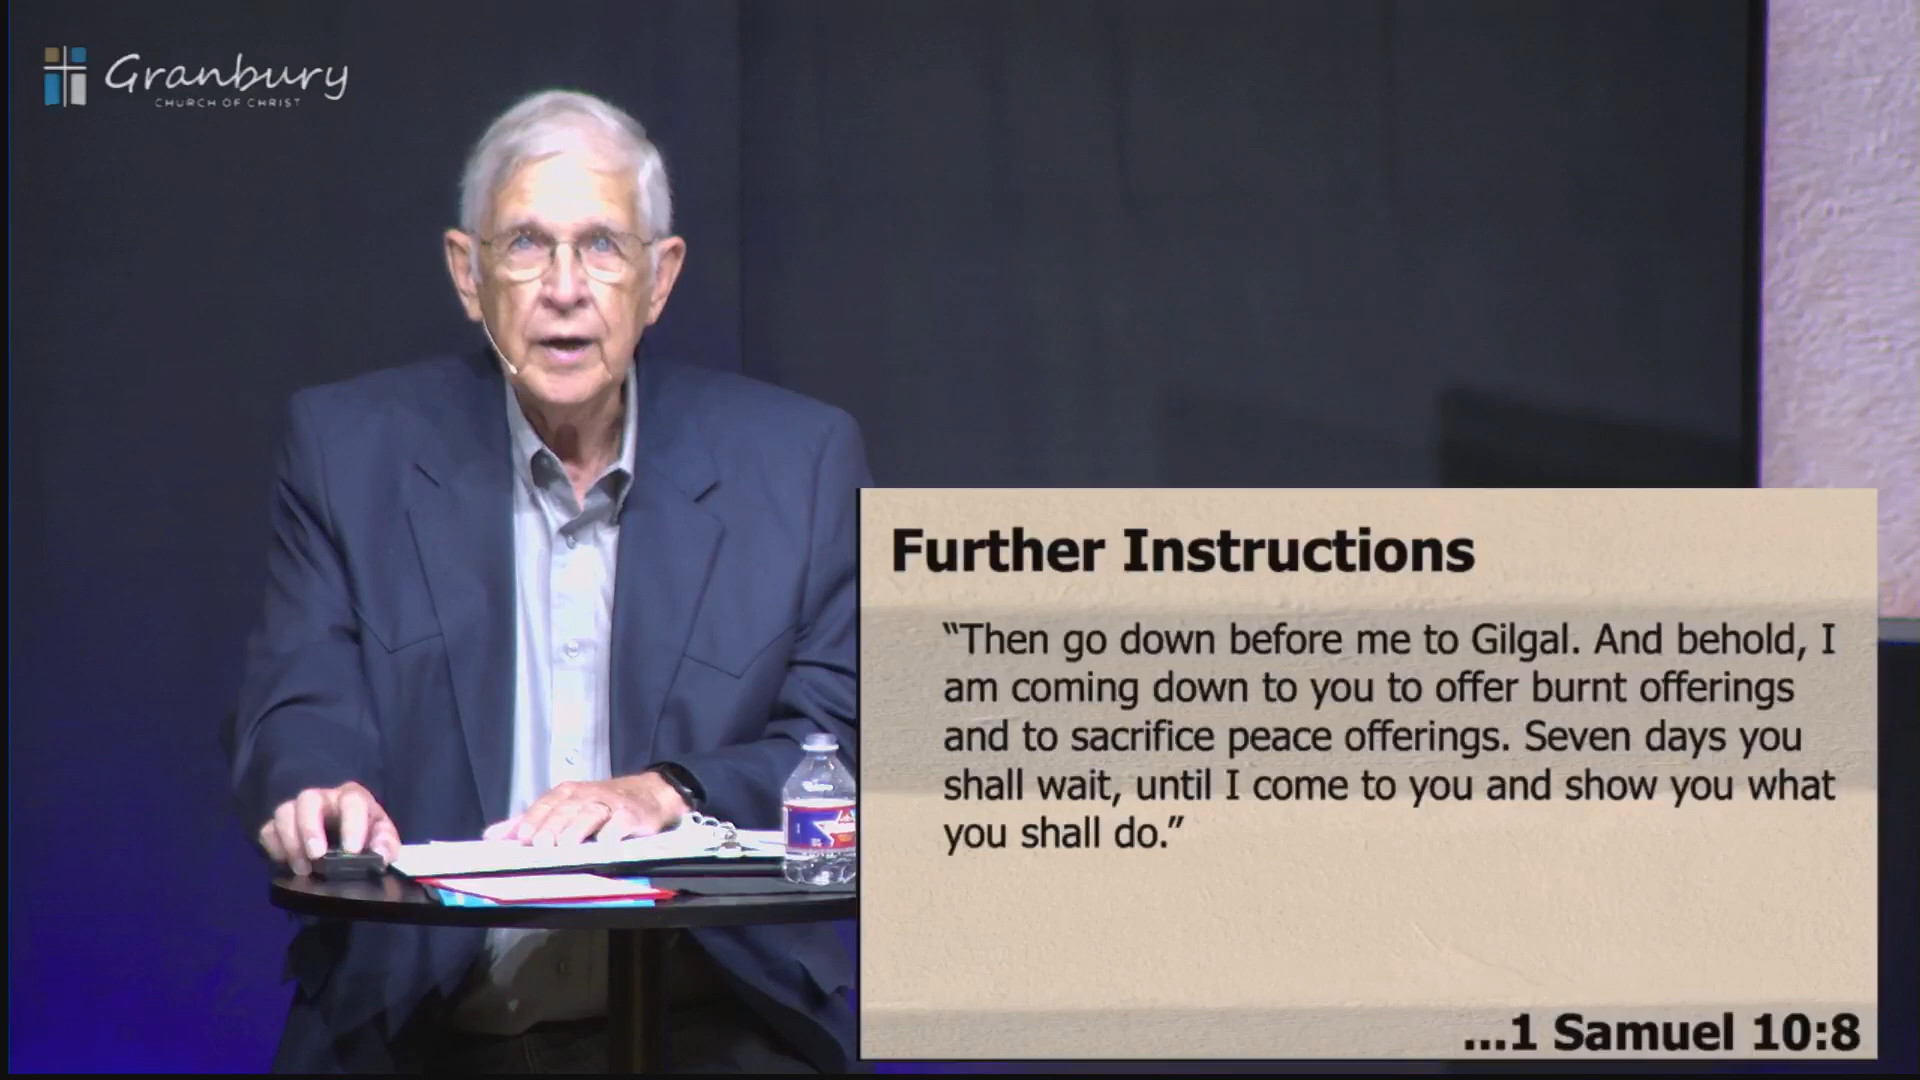 Granbury
CHURCH OF CHRIST
Further Instructions
“Then go down before me to Gilgal. And behold, I
am coming down to you to offer burnt offerings
and to sacrifice peace offerings. Seven days you
shall wait, until I come to you and show you what
you shall do.”
...1 Samuel 10:8